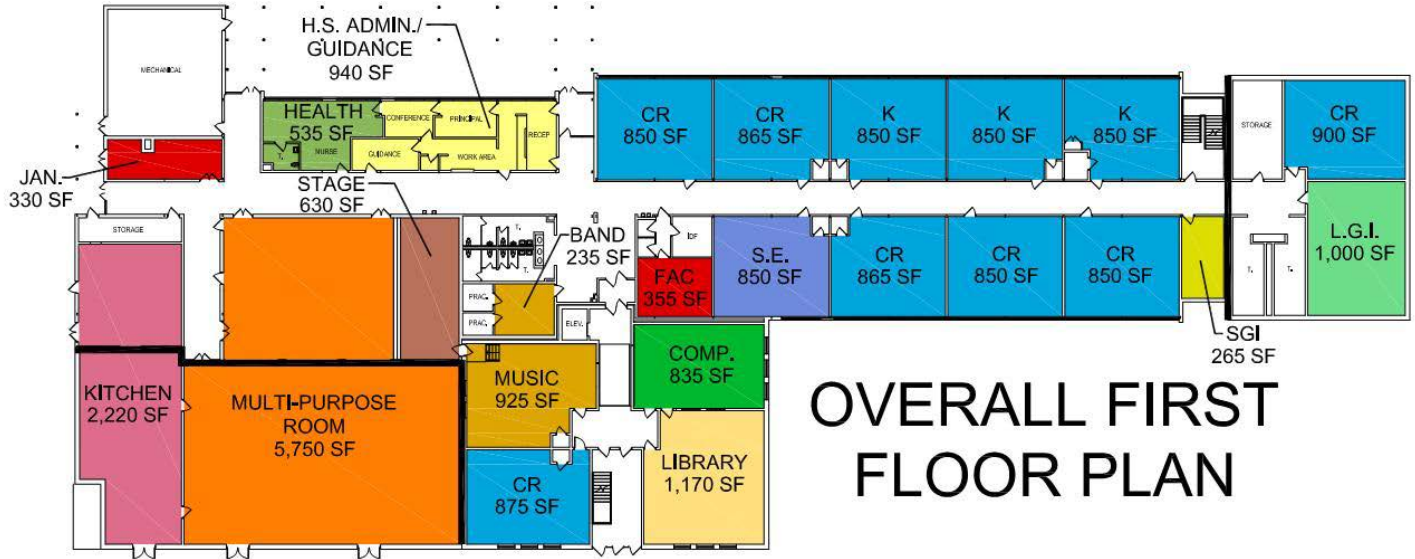 H.S. ADMIN./
GUIDANCE
940 SF
MECHANICAL
HEALTH
535 SF
CONFERENCE
PRINCIPAL
RECEP
T.
NURSE
GUIDANCE
WORK AREA
CR
850 SF
CR
865 SF
K
850 SF
K
850 SF
K
850 SF
STORAGE
CR
900 SF
JAN.
330 SF
STAGE
630 SF
STORAGE
T.
T.
BAND
235 SF
IDF
FAC
355 SF
S.E.
850 SF
CR
865 SF
CR
850 SF
CR
850 SF
L.G.I.
1,000 SF
T.
T.
PRAC.
PRAC.
ELEV.
SGI
265 SF
KITCHEN
2,220 SF
MULTI-PURPOSE
ROOM
5,750 SF
MUSIC
925 SF
COMP.
835 SF
CR
875 SF
LIBRARY
1,170 SF
OVERALL FIRST
FLOOR PLAN